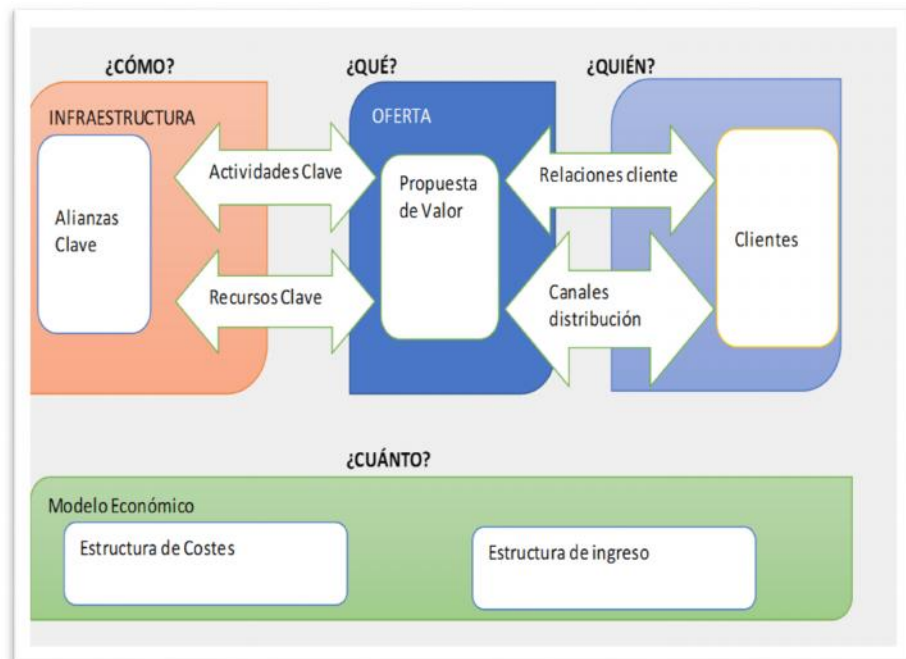 ¿CÓMO?
¿QUÉ?
¿QUIÉN?
INFRAESTRUCTURA
OFERTA
Alianzas
Clave
Actividades Clave
Recursos Clave
Propuesta
de Valor
Relaciones cliente
Canales
distribución
Clientes
¿CUÁNTO?
Modelo Económico
Estructura de Costes
Estructura de ingreso